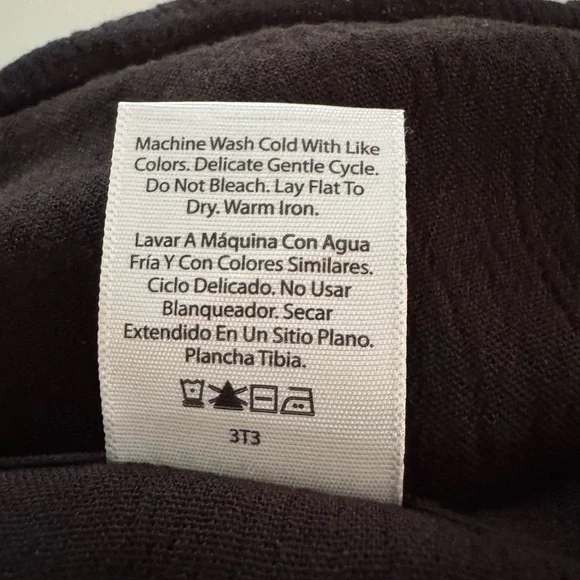 Machine Wash Cold With Like
Colors. Delicate Gentle Cycle.
Do Not Bleach. Lay Flat To
Dry. Warm Iron.
Lavar A Máquina Con Agua
Fría Y Con Colores Similares.
Ciclo Delicado. No Usar
Blanqueador. Secar
Extendido En Un Sitio Plano.
Plancha Tibia.
3T3